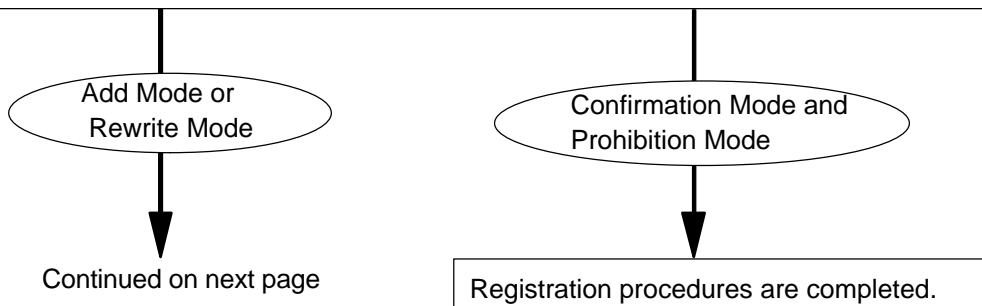 Add Mode or
Rewrite Mode
Confirmation Mode and
Prohibition Mode
Continued on next page
Registration procedures are completed.